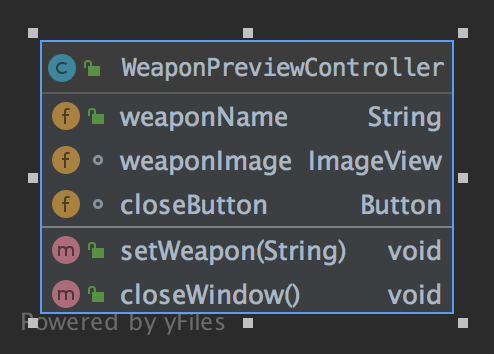 C WeaponPreviewController
f weaponName String
f weaponImage ImageView
f closeButton Button
m setWeapon(String) void
m closeWindow() void
Powered by yFiles